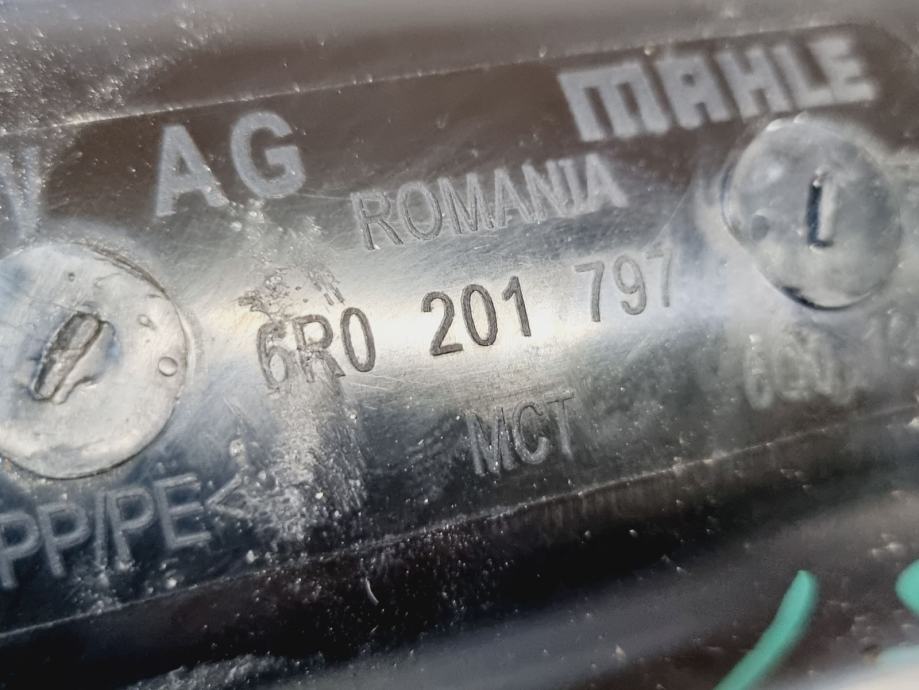 AG MAHLE
ROMANIA
6R0 201 797
MCT
PP/PE<